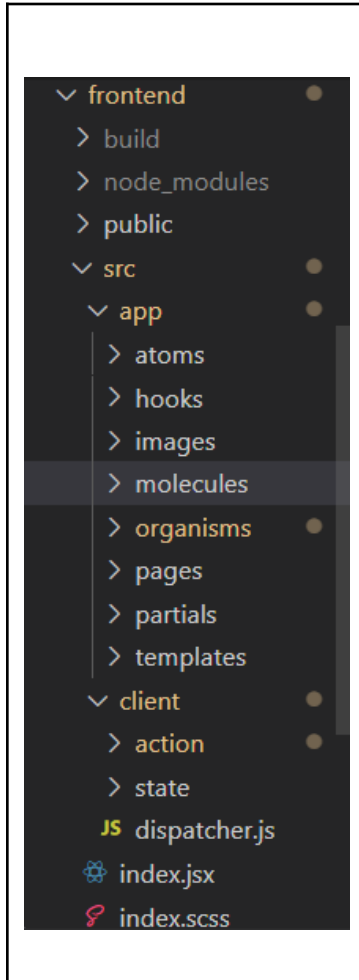 frontend
build
node_modules
public
src
app
atoms
hooks
images
molecules
organisms
pages
partials
templates
client
action
state
JS dispatcher.js
index.jsx
index.scss